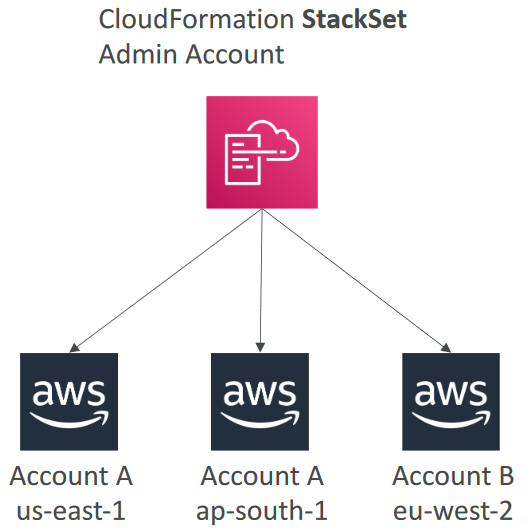 CloudFormation StackSet
Admin Account
aws
aws
aws
Account A
us-east-1
Account A
ap-south-1
Account B
eu-west-2